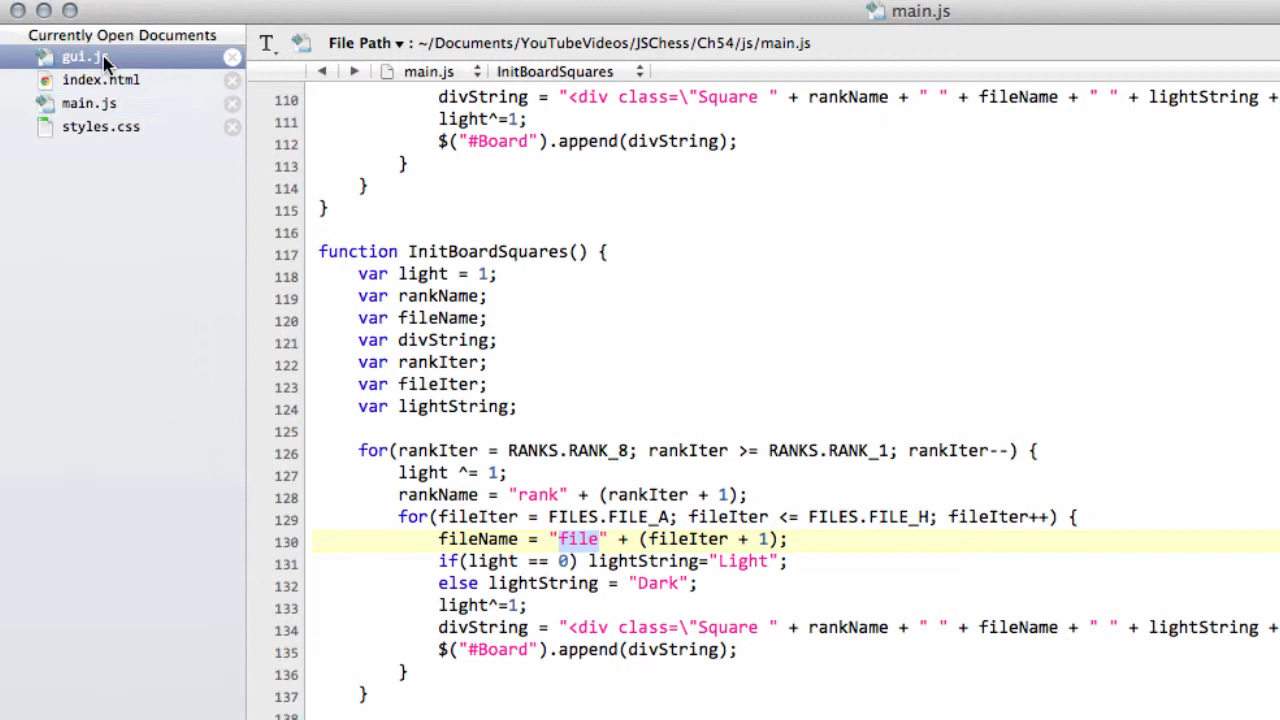 main.js
Currently Open Documents
gui.js
index.html
main.js
styles.css
T
File Path ▾ : ~/Documents/YouTubeVideos/JSChess/Ch54/js/main.js
main.js InitBoardSquares
110 divString = "<div class=\"Square " + rankName + " " + fileName + " " + lightString +
111 light^=1;
112 $("#Board").append(divString);
113 }
114 }
115 }
116
117 function InitBoardSquares() {
118 var light = 1;
119 var rankName;
120 var fileName;
121 var divString;
122 var rankIter;
123 var fileIter;
124 var lightString;
125
126 for(rankIter = RANKS.RANK_8; rankIter >= RANKS.RANK_1; rankIter--) {
127 light ^= 1;
128 rankName = "rank" + (rankIter + 1);
129 for(fileIter = FILES.FILE_A; fileIter <= FILES.FILE_H; fileIter++) {
130 fileName = "file" + (fileIter + 1);
131 if(light == 0) lightString="Light";
132 else lightString = "Dark";
133 light^=1;
134 divString = "<div class=\"Square " + rankName + " " + fileName + " " + lightString +
135 $("#Board").append(divString);
136 }
137 }
138